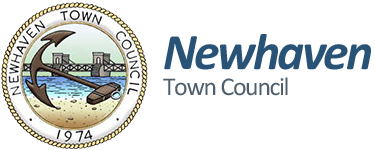 NEWHAVEN TOWN COUNCIL
· 1974 ·
Newhaven
Town Council